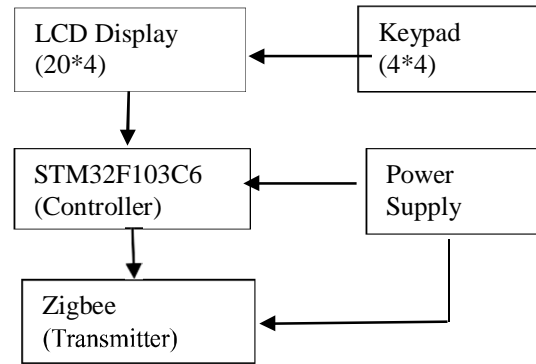 LCD Display
(20*4)
Keypad
(4*4)
STM32F103C6
(Controller)
Power
Supply
Zigbee
(Transmitter)